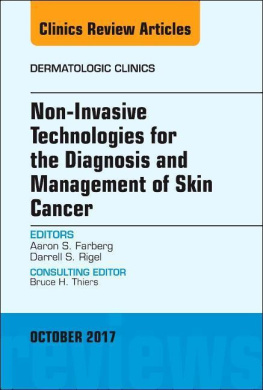 Clinics Review Articles
DERMATOLOGIC CLINICS
Non-Invasive
Technologies for
the Diagnosis and
Management of Skin
Cancer
EDITORS
Aaron S. Farberg
Darrell S. Rigel
CONSULTING EDITOR
Bruce H. Thiers
OCTOBER 2017
reviews